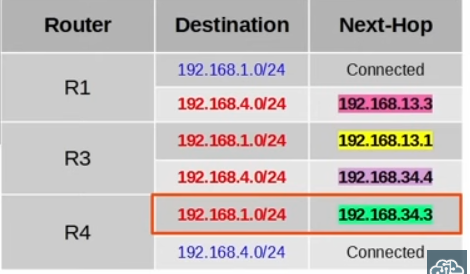 Router Destination Next-Hop
R1
192.168.1.0/24 Connected
192.168.4.0/24 192.168.13.3
R3
192.168.1.0/24 192.168.13.1
192.168.4.0/24 192.168.34.4
R4
192.168.1.0/24 192.168.34.3
192.168.4.0/24 Connected